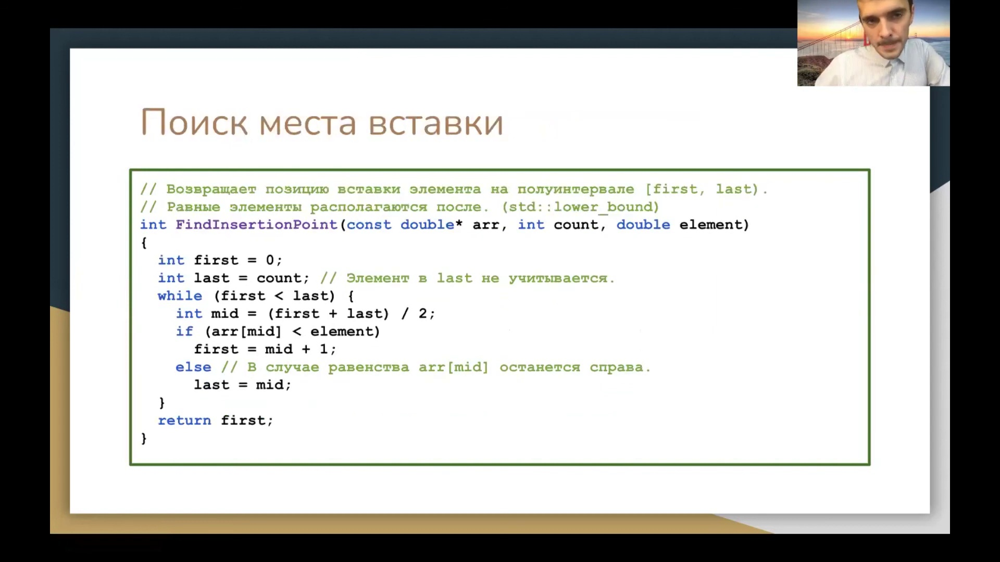 Поиск места вставки
// Возвращает позицию вставки элемента на полуинтервале [first, last).
// Равные элементы располагаются после. (std::lower_bound)
int FindInsertionPoint(const double* arr, int count, double element)
{
  int first = 0;
  int last = count; // Элемент в last не учитывается.
  while (first < last) {
    int mid = (first + last) / 2;
    if (arr[mid] < element)
      first = mid + 1;
    else // В случае равенства arr[mid] останется справа.
      last = mid;
  }
  return first;
}